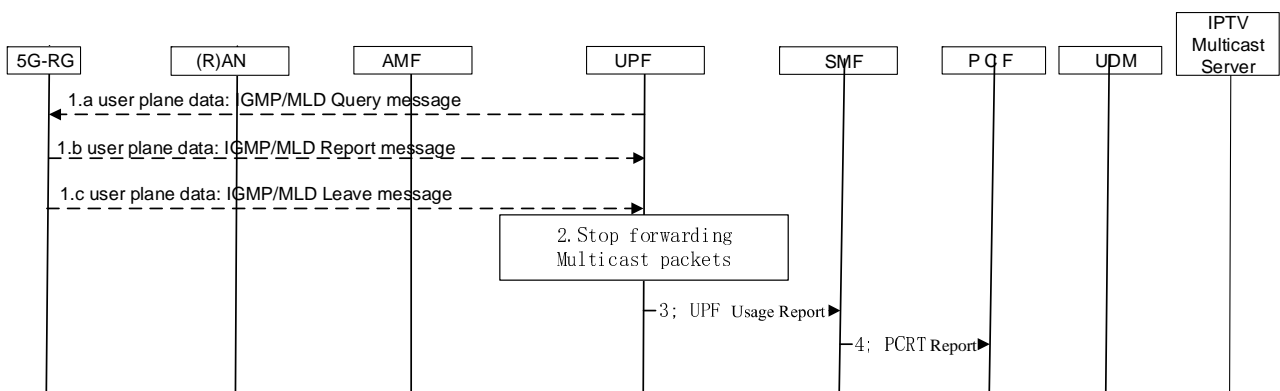 IPTV
Multicast
Server
5G-RG
(R)AN
AMF
UPF
SMF
PCF
UDM
1.a user plane data: IGMP/MLD Query message
1.b user plane data: IGMP/MLD Report message
1.c user plane data: IGMP/MLD Leave message
2.Stop forwarding
Multicast packets
3; UPF Usage Report
4; PCRT Report